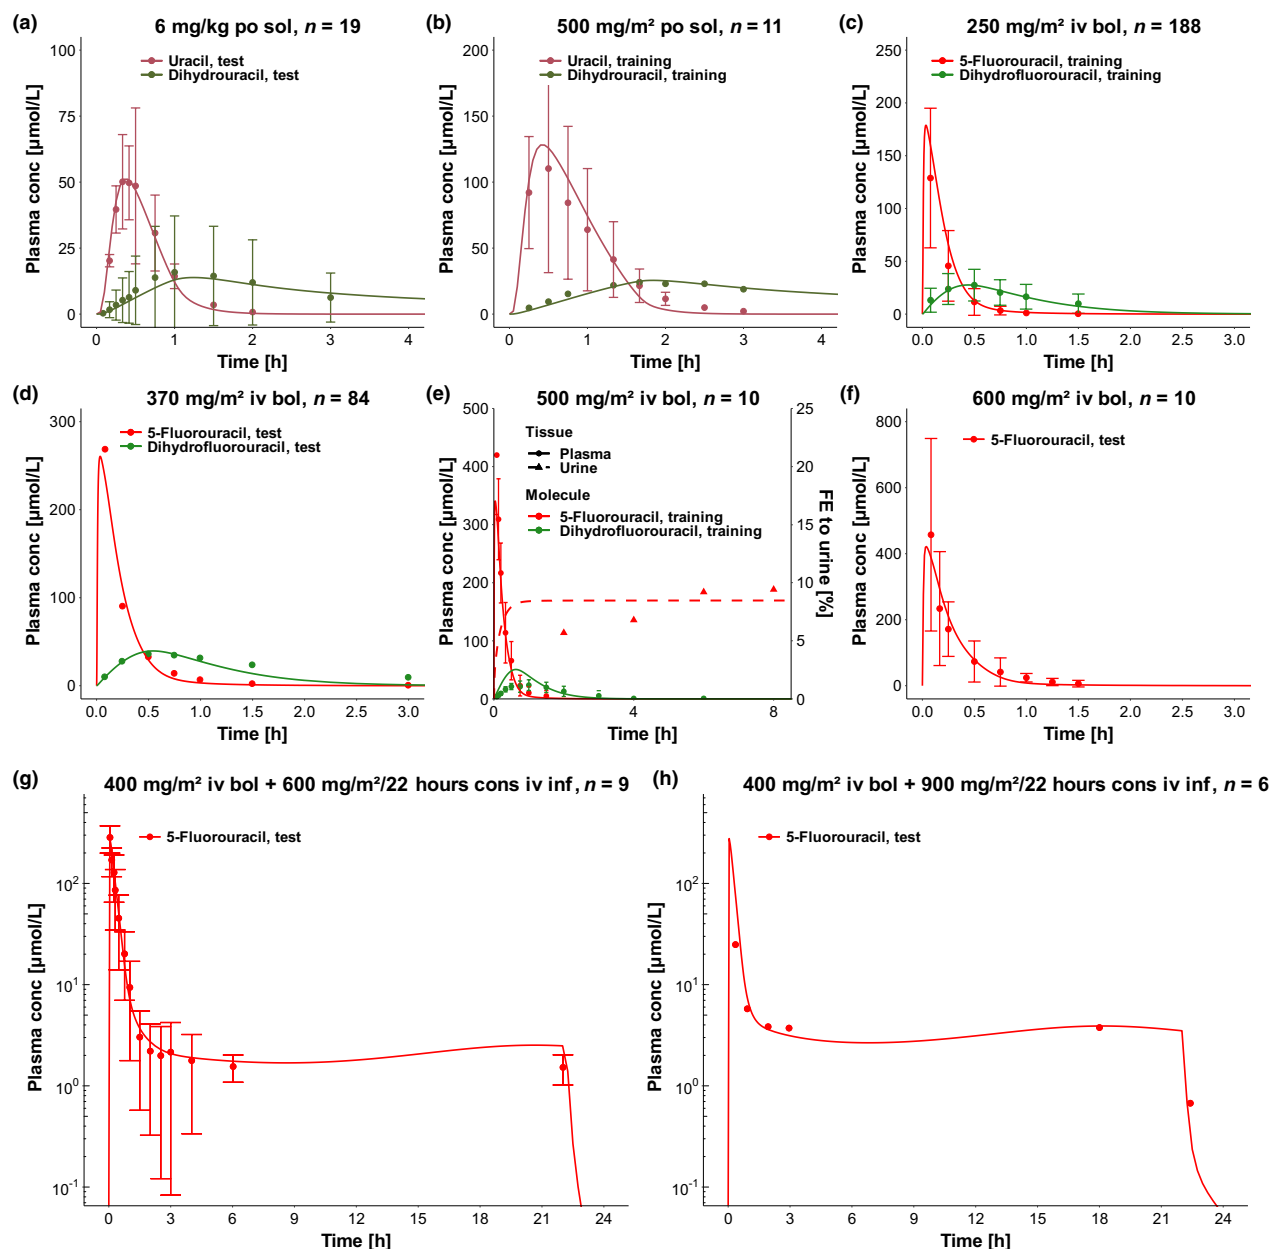 (a) 6 mg/kg po sol, n = 19
Plasma conc [µmol/L]
100
75
50
25
0
Uracil, test
Dihydrouracil, test
0 1 2 3 4
Time [h]
(b) 500 mg/m² po sol, n = 11
Plasma conc [µmol/L]
200
150
100
50
0
Uracil, training
Dihydrouracil, training
0 1 2 3 4
Time [h]
(c) 250 mg/m² iv bol, n = 188
Plasma conc [µmol/L]
250
200
150
100
50
0
5-Fluorouracil, training
Dihydrofluorouracil, training
0.0 0.5 1.0 1.5 2.0 2.5 3.0
Time [h]
(d) 370 mg/m² iv bol, n = 84
Plasma conc [µmol/L]
300
200
100
0
5-Fluorouracil, test
Dihydrofluorouracil, test
0.0 0.5 1.0 1.5 2.0 2.5 3.0
Time [h]
(e) 500 mg/m² iv bol, n = 10
Plasma conc [µmol/L]
500
400
300
200
100
0
Tissue
Plasma
Urine
Molecule
5-Fluorouracil, training
Dihydrofluorouracil, training
25
20
15
10
5
0
FE to urine [%]
0 4 8
Time [h]
(f) 600 mg/m² iv bol, n = 10
Plasma conc [µmol/L]
800
600
400
200
0
5-Fluorouracil, test
0.0 0.5 1.0 1.5 2.0 2.5 3.0
Time [h]
(g) 400 mg/m² iv bol + 600 mg/m²/22 hours cons iv inf, n = 9
Plasma conc [µmol/L]
10²
10¹
10⁰
10⁻¹
5-Fluorouracil, test
0 3 6 9 12 15 18 21 24
Time [h]
(h) 400 mg/m² iv bol + 900 mg/m²/22 hours cons iv inf, n = 6
Plasma conc [µmol/L]
10²
10¹
10⁰
10⁻¹
5-Fluorouracil, test
0 3 6 9 12 15 18 21 24
Time [h]